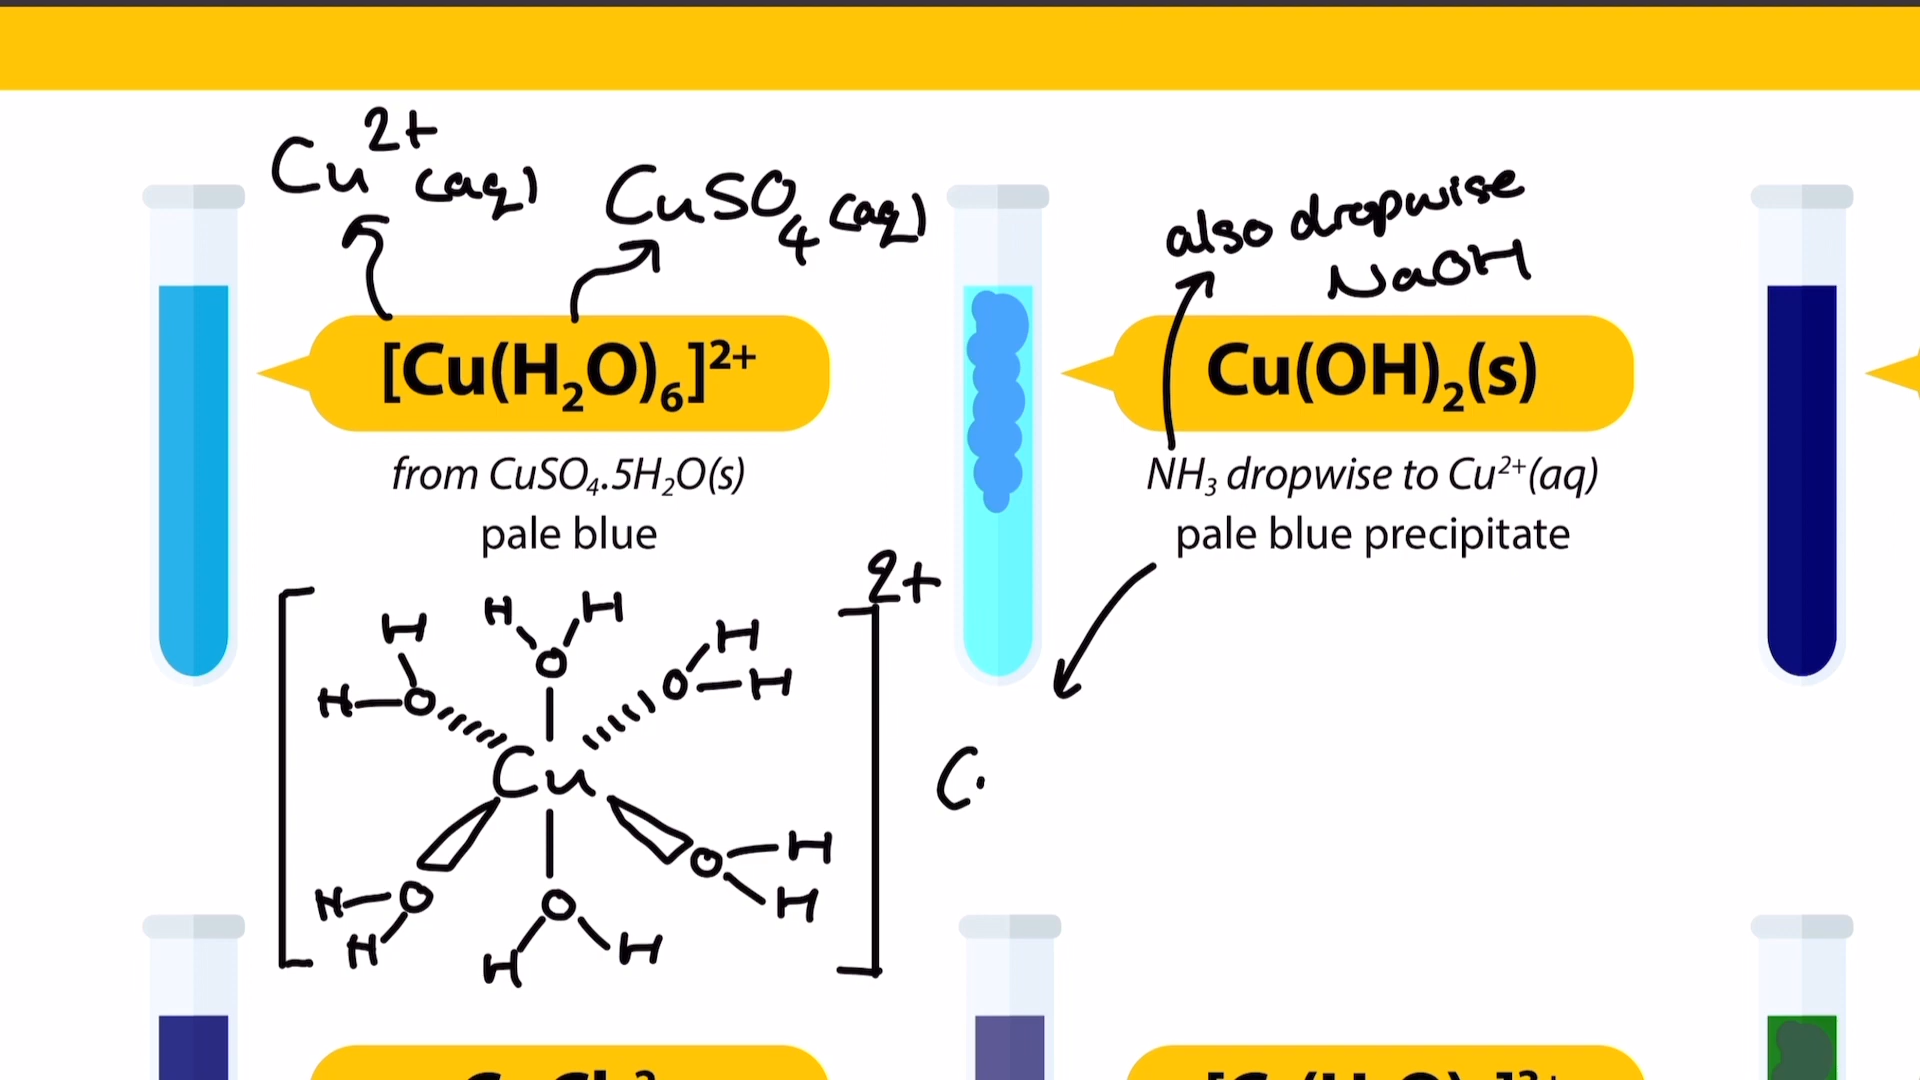 Cu²⁺(aq)
CuSO₄(aq)
[Cu(H₂O)₆]²⁺
from CuSO₄.5H₂O(s)
pale blue
also dropwise
NaOH
Cu(OH)₂(s)
NH₃ dropwise to Cu²⁺(aq)
pale blue precipitate
2+
H H
H H
H O O H
H O
Cu
O H
H O O H
H H H